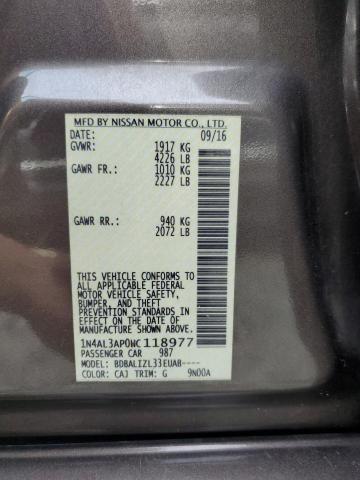 MFD BY NISSAN MOTOR CO., LTD.
DATE: 09/16
GVWR: 1917 KG
4226 LB
GAWR FR.: 1010 KG
2227 LB
GAWR RR.: 940 KG
2072 LB
THIS VEHICLE CONFORMS TO
ALL APPLICABLE FEDERAL
MOTOR VEHICLE SAFETY,
BUMPER, AND THEFT
PREVENTION STANDARDS IN
EFFECT ON THE DATE OF
MANUFACTURE SHOWN ABOVE.
1N4AL3AP0HC118977
PASSENGER CAR 987
MODEL: BDBALIZL33EUAB----
COLOR: CAJ TRIM: G 9N00A